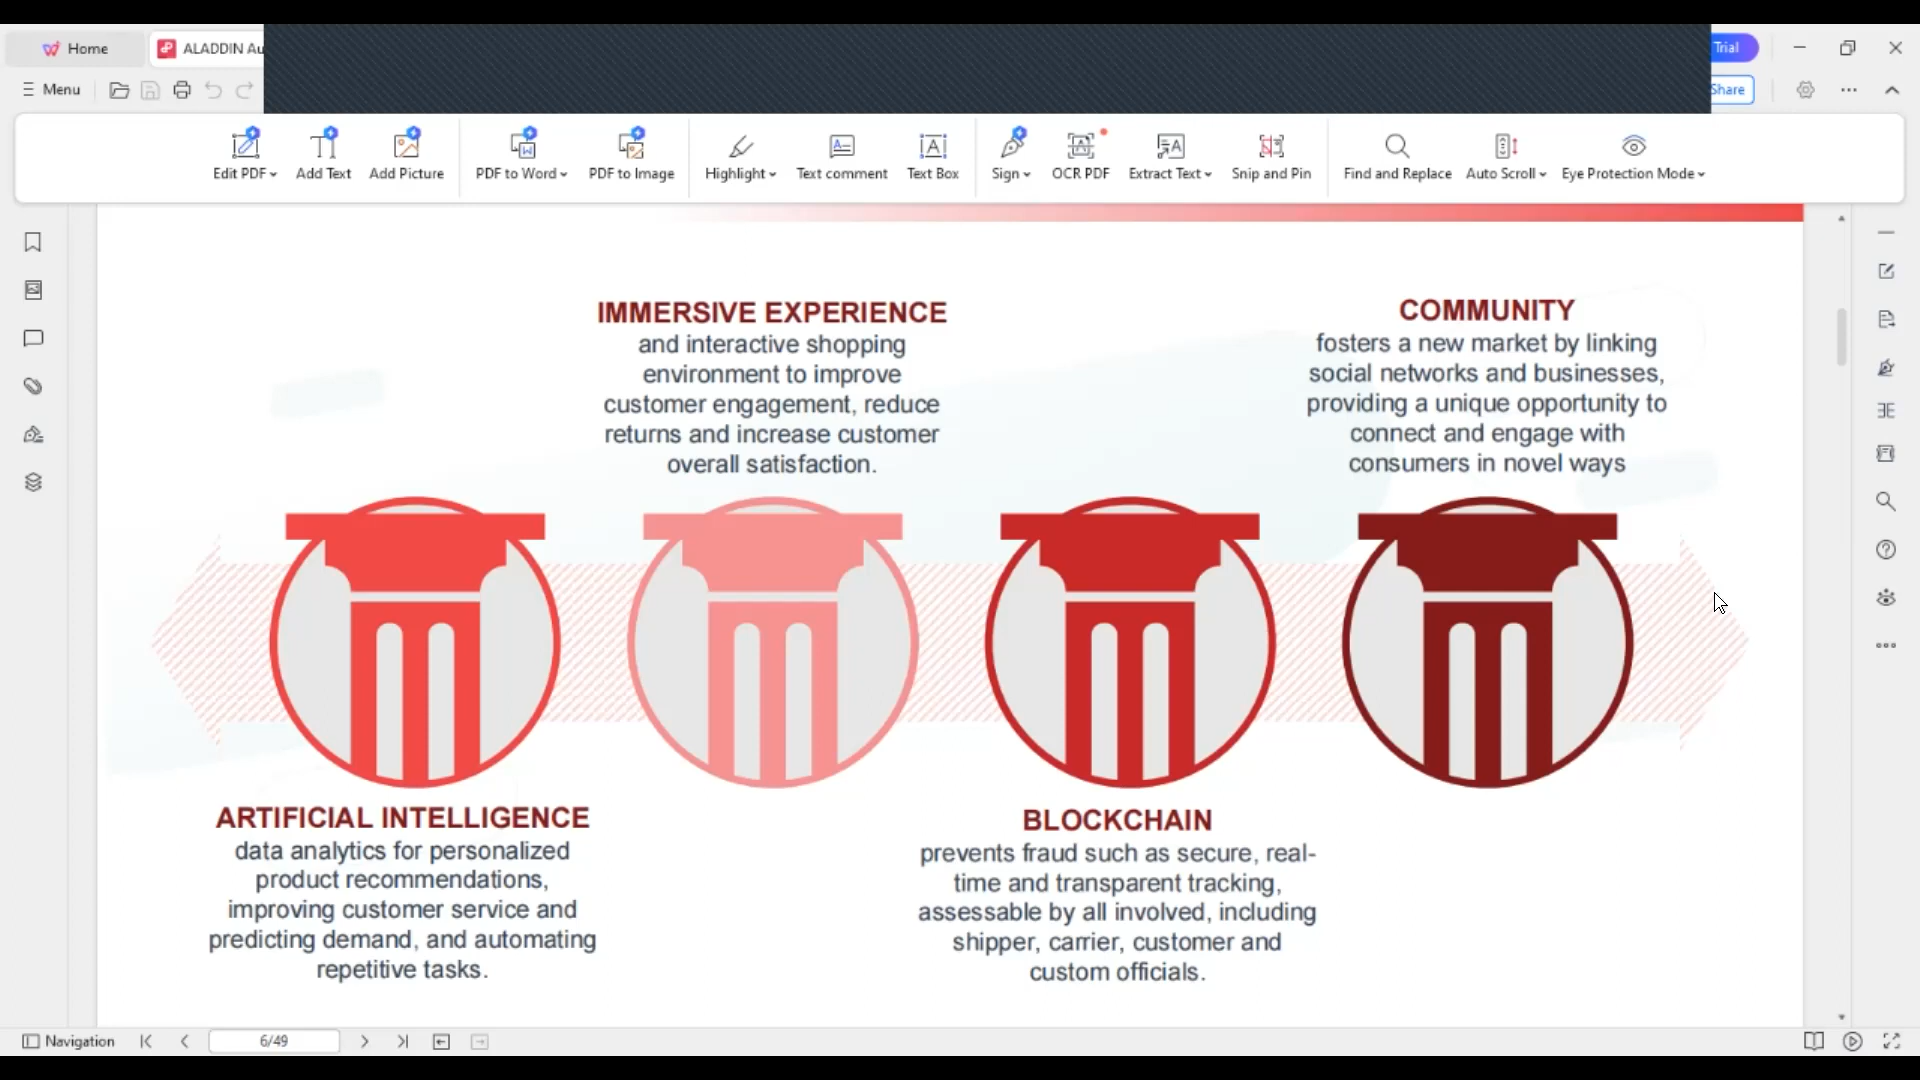 Home
ALADDIN Au
Trial
Menu
Share
Edit PDF
Add Text
Add Picture
PDF to Word
PDF to Image
Highlight
Text comment
Text Box
Sign
OCR PDF
Extract Text
Snip and Pin
Find and Replace
Auto Scroll
Eye Protection Mode
IMMERSIVE EXPERIENCE
and interactive shopping
environment to improve
customer engagement, reduce
returns and increase customer
overall satisfaction.
COMMUNITY
fosters a new market by linking
social networks and businesses,
providing a unique opportunity to
connect and engage with
consumers in novel ways
ARTIFICIAL INTELLIGENCE
data analytics for personalized
product recommendations,
improving customer service and
predicting demand, and automating
repetitive tasks.
BLOCKCHAIN
prevents fraud such as secure, real-
time and transparent tracking,
assessable by all involved, including
shipper, carrier, customer and
custom officials.
Navigation
6/49